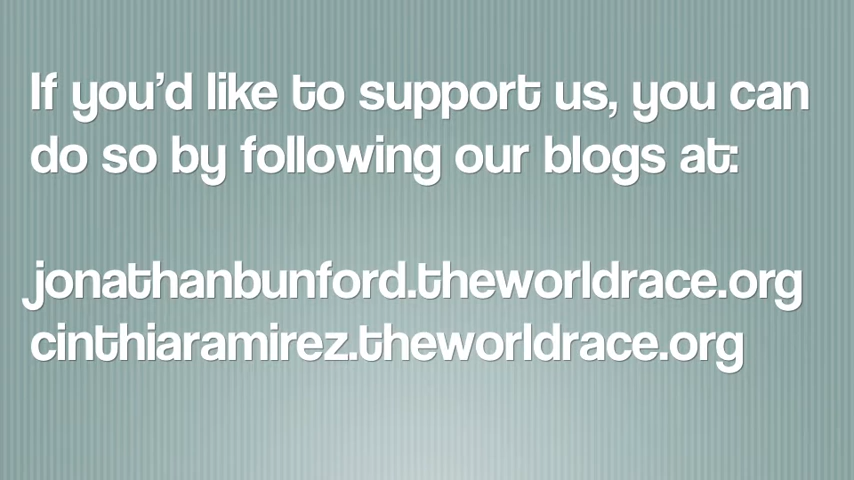 If you’d like to support us, you can
do so by following our blogs at:
jonathanbunford.theworldrace.org
cinthiaramirez.theworldrace.org